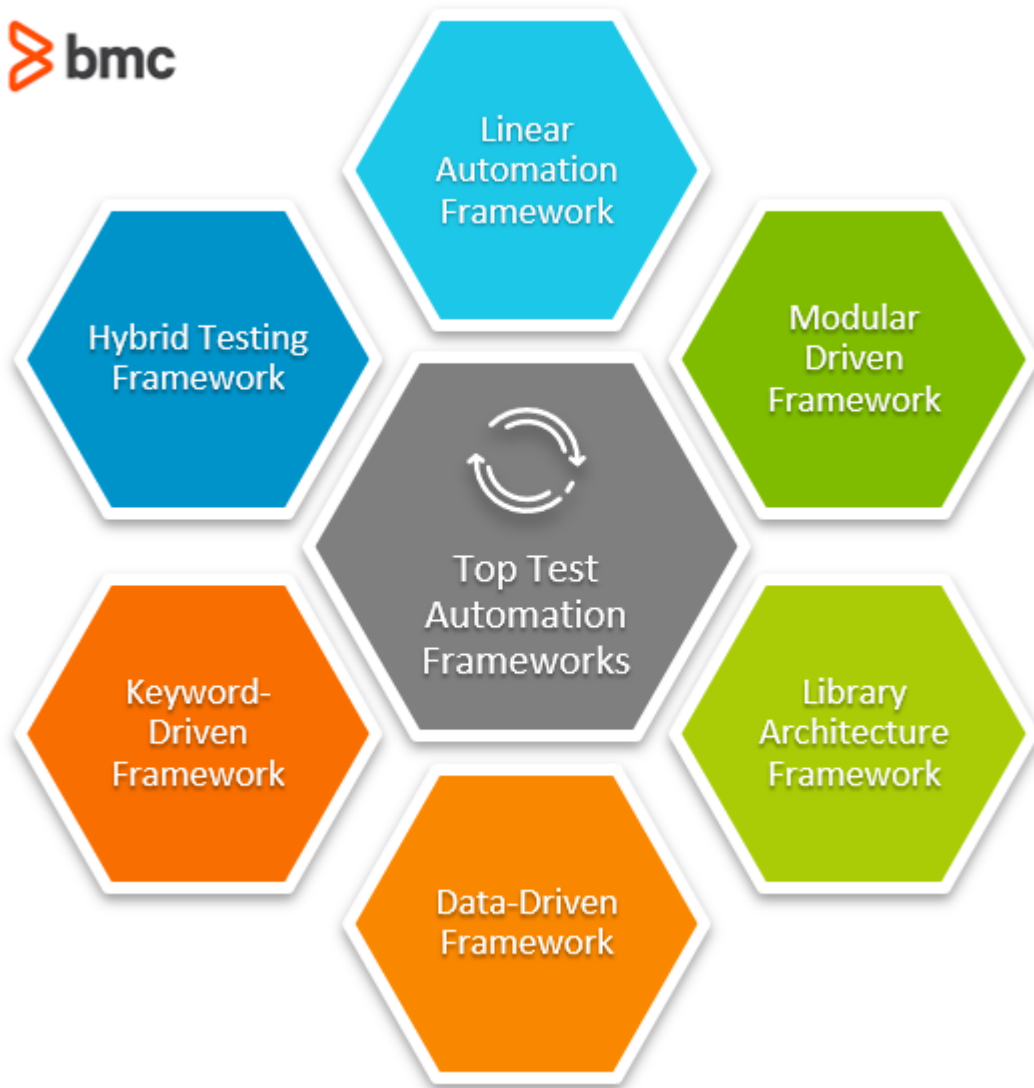 bmc
Linear
Automation
Framework
Hybrid Testing
Framework
Modular
Driven
Framework
Top Test
Automation
Frameworks
Keyword-
Driven
Framework
Library
Architecture
Framework
Data-Driven
Framework